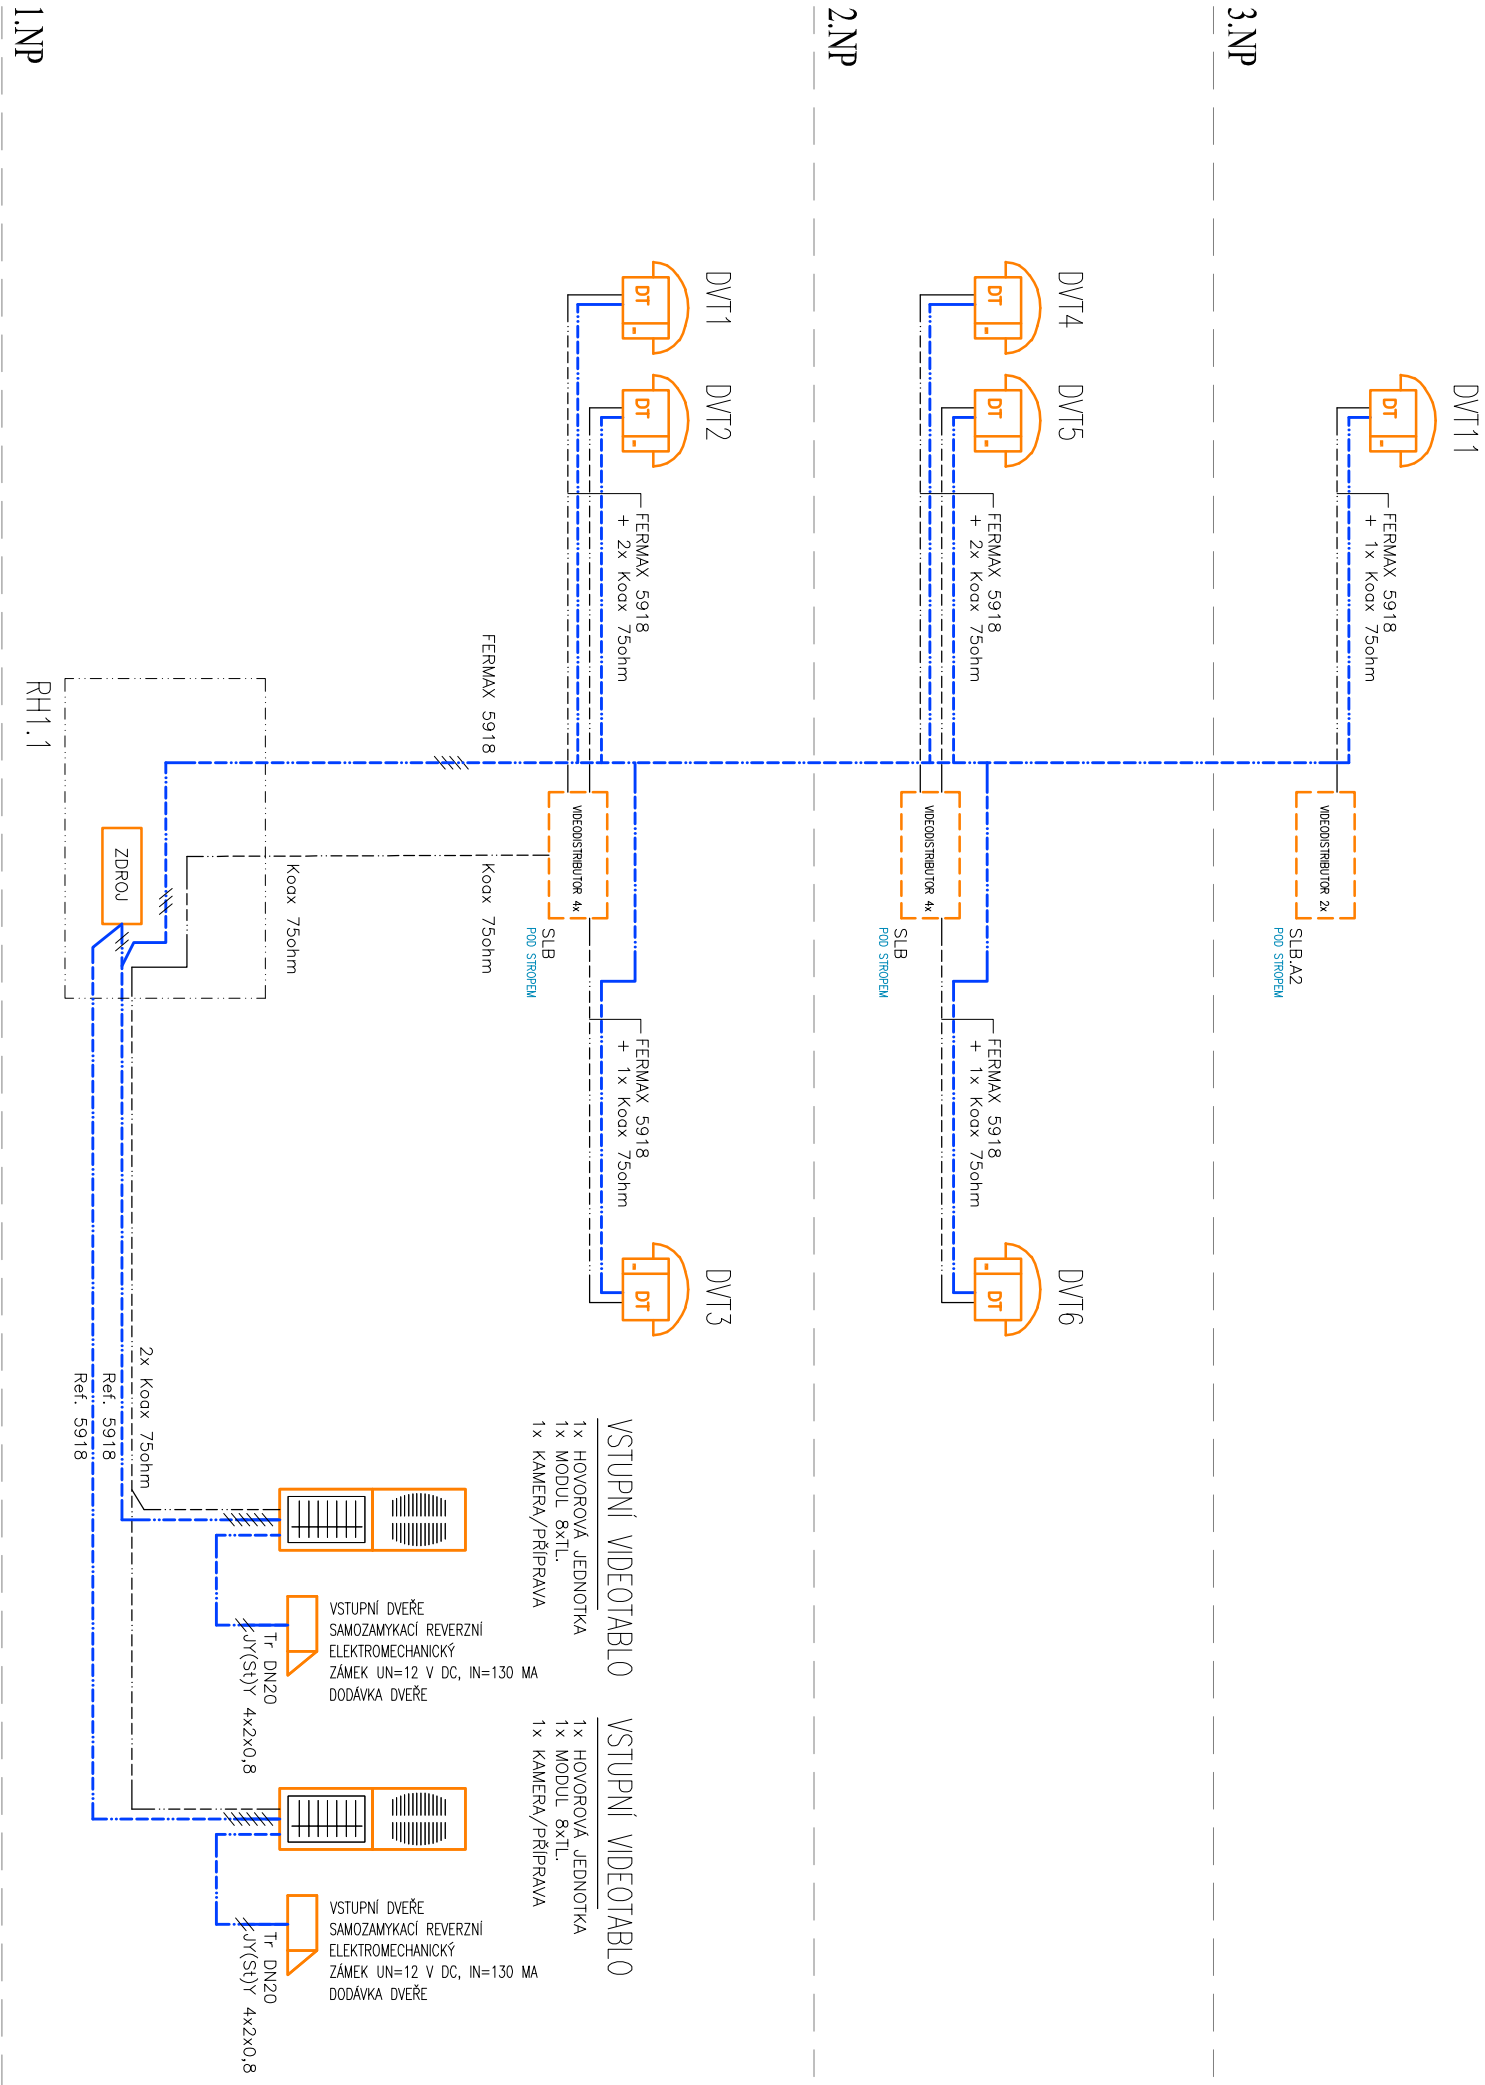 3.NP
DVT11
FERMAX 5918
+ 1x Koax 75ohm
DT
VIDEODISTRIBUTOR 2x
SLB.A2
POD STROPEM
2.NP
DVT4
DVT5
DVT6
DT
DT
DT
FERMAX 5918
+ 2x Koax 75ohm
FERMAX 5918
+ 1x Koax 75ohm
VIDEODISTRIBUTOR 4x
SLB
POD STROPEM
1.NP
DVT1
DVT2
DVT3
DT
DT
DT
FERMAX 5918
+ 2x Koax 75ohm
FERMAX 5918
+ 1x Koax 75ohm
VIDEODISTRIBUTOR 4x
SLB
POD STROPEM
FERMAX 5918
Koax 75ohm
Koax 75ohm
ZDROJ
RH1.1
VSTUPNÍ VIDEOTABLO
1x HOVOROVÁ JEDNOTKA
1x MODUL 8xTL.
1x KAMERA/PŘÍPRAVA
VSTUPNÍ VIDEOTABLO
1x HOVOROVÁ JEDNOTKA
1x MODUL 8xTL.
1x KAMERA/PŘÍPRAVA
VSTUPNÍ DVEŘE
SAMOZAMYKACÍ REVERZNÍ
ELEKTROMECHANICKÝ
ZÁMEK UN=12 V DC, IN=130 MA
DODÁVKA DVEŘE
Tr DN20
JY(St)Y 4x2x0,8
VSTUPNÍ DVEŘE
SAMOZAMYKACÍ REVERZNÍ
ELEKTROMECHANICKÝ
ZÁMEK UN=12 V DC, IN=130 MA
DODÁVKA DVEŘE
Tr DN20
JY(St)Y 4x2x0,8
2x Koax 75ohm
Ref. 5918
Ref. 5918